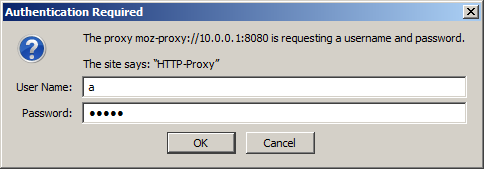 Authentication Required
The proxy moz-proxy://10.0.0.1:8080 is requesting a username and password.
The site says: "HTTP-Proxy"
User Name: a
Password: •••••
OK Cancel